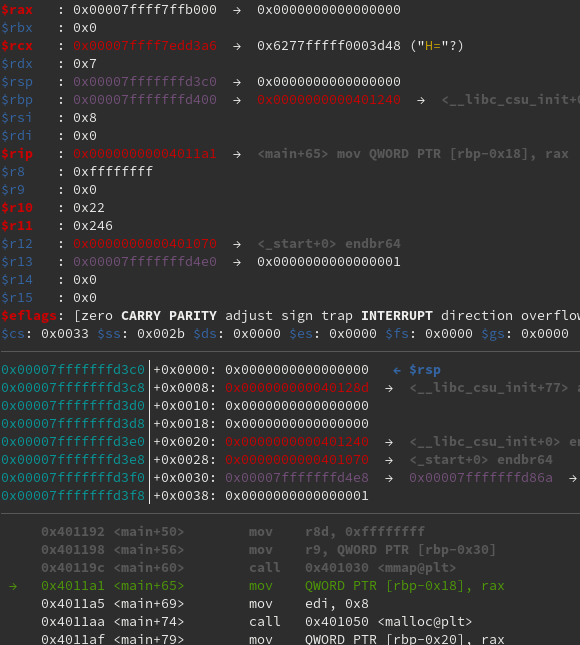 $rax   : 0x00007ffff7ffb000  →  0x0000000000000000
$rbx   : 0x0
$rcx   : 0x00007ffff7edd3a6  →  0x6277fffff0003d48 ("H="?)
$rdx   : 0x7
$rsp   : 0x00007fffffffd3c0  →  0x0000000000000000
$rbp   : 0x00007fffffffd400  →  0x0000000000401240  →  <__libc_csu_init+0
$rsi   : 0x8
$rdi   : 0x0
$rip   : 0x00000000004011a1  →  <main+65> mov QWORD PTR [rbp-0x18], rax
$r8    : 0xffffffff
$r9    : 0x0
$r10   : 0x22
$r11   : 0x246
$r12   : 0x0000000000401070  →  <_start+0> endbr64
$r13   : 0x00007fffffffd4e0  →  0x0000000000000001
$r14   : 0x0
$r15   : 0x0
$eflags: [zero CARRY PARITY adjust sign trap INTERRUPT direction overflow
$cs: 0x0033 $ss: 0x002b $ds: 0x0000 $es: 0x0000 $fs: 0x0000 $gs: 0x0000
0x00007fffffffd3c0│+0x0000: 0x0000000000000000   ← $rsp
0x00007fffffffd3c8│+0x0008: 0x000000000040128d  →  <__libc_csu_init+77> a
0x00007fffffffd3d0│+0x0010: 0x0000000000000000
0x00007fffffffd3d8│+0x0018: 0x0000000000000000
0x00007fffffffd3e0│+0x0020: 0x0000000000401240  →  <__libc_csu_init+0> en
0x00007fffffffd3e8│+0x0028: 0x0000000000401070  →  <_start+0> endbr64
0x00007fffffffd3f0│+0x0030: 0x00007fffffffd4e8  →  0x00007fffffffd86a  →
0x00007fffffffd3f8│+0x0038: 0x0000000000000001
0x401192 <main+50>        mov    r8d, 0xffffffff
0x401198 <main+56>        mov    r9, QWORD PTR [rbp-0x30]
0x40119c <main+60>        call   0x401030 <mmap@plt>
→   0x4011a1 <main+65>        mov    QWORD PTR [rbp-0x18], rax
0x4011a5 <main+69>        mov    edi, 0x8
0x4011aa <main+74>        call   0x401050 <malloc@plt>
0x4011af <main+79>        mov    QWORD PTR [rbp-0x20], rax